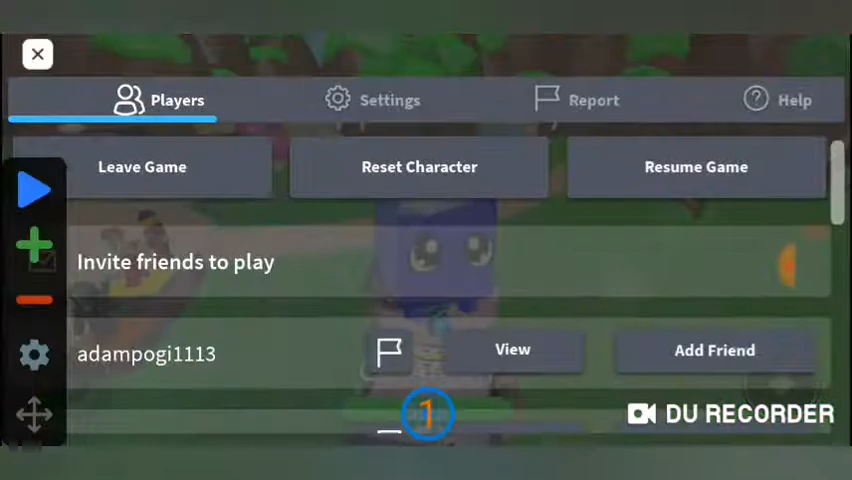 Players
Settings
Report
Help
Leave Game
Reset Character
Resume Game
Invite friends to play
adampogi1113
View
Add Friend
1
DU RECORDER